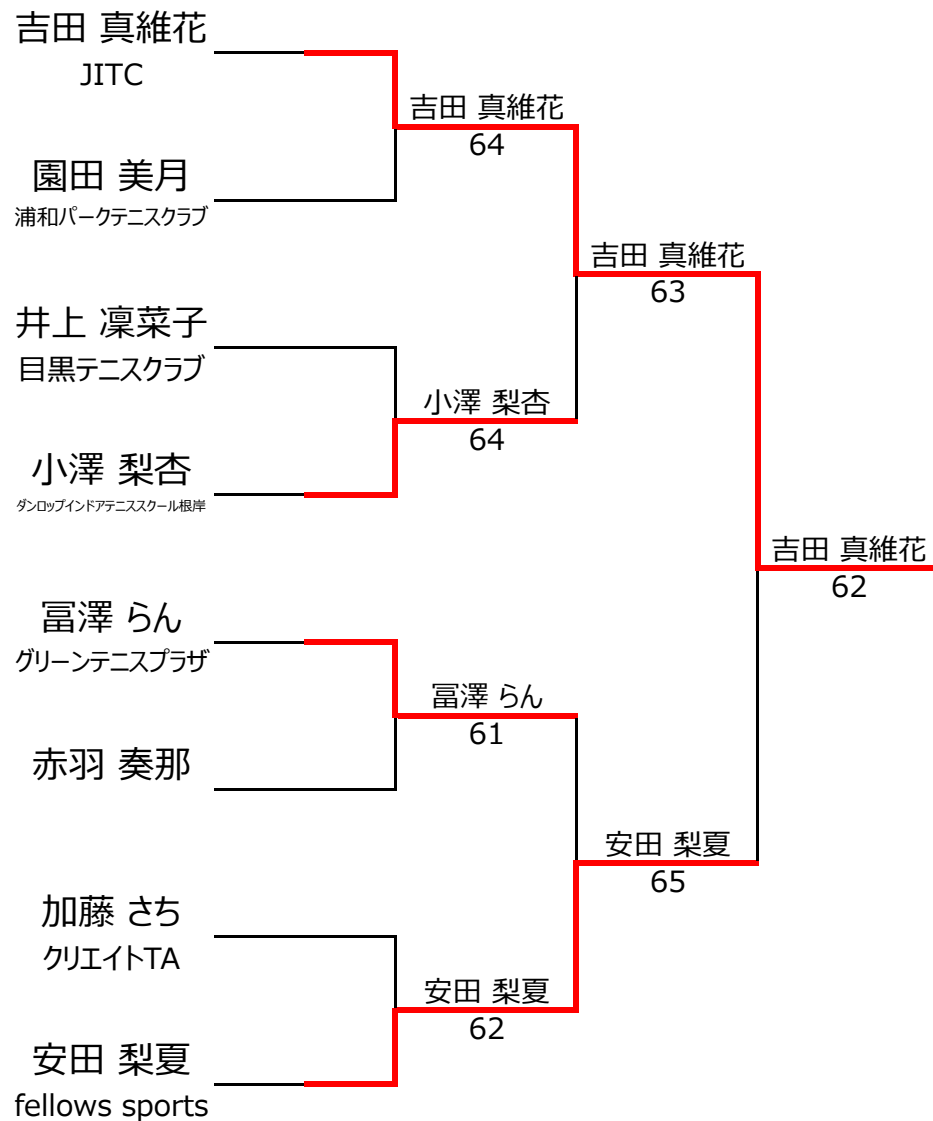 吉田 真維花
JITC
園田 美月
浦和パークテニスクラブ
井上 凜菜子
目黒テニスクラブ
小澤 梨杏
ダンロップインドアテニススクール根岸
冨澤 らん
グリーンテニスプラザ
赤羽 奏那
加藤 さち
クリエイトTA
安田 梨夏
fellows sports
吉田 真維花
64
小澤 梨杏
64
冨澤 らん
61
安田 梨夏
62
吉田 真維花
63
安田 梨夏
65
吉田 真維花
62